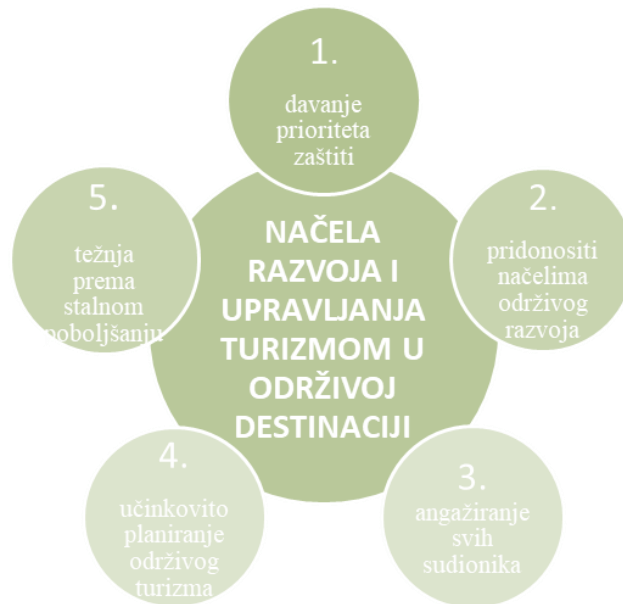 NAČELA
RAZVOJA I
UPRAVLJANJA
TURIZMOM U
ODRŽIVOJ
DESTINACIJI
1.
davanje
prioriteta
zaštiti
2.
pridonositi
načelima
održivog
razvoja
3.
angažiranje
svih
sudionika
4.
učinkovito
planiranje
održivog
turizma
5.
težnja
prema
stalnom
poboljšanju